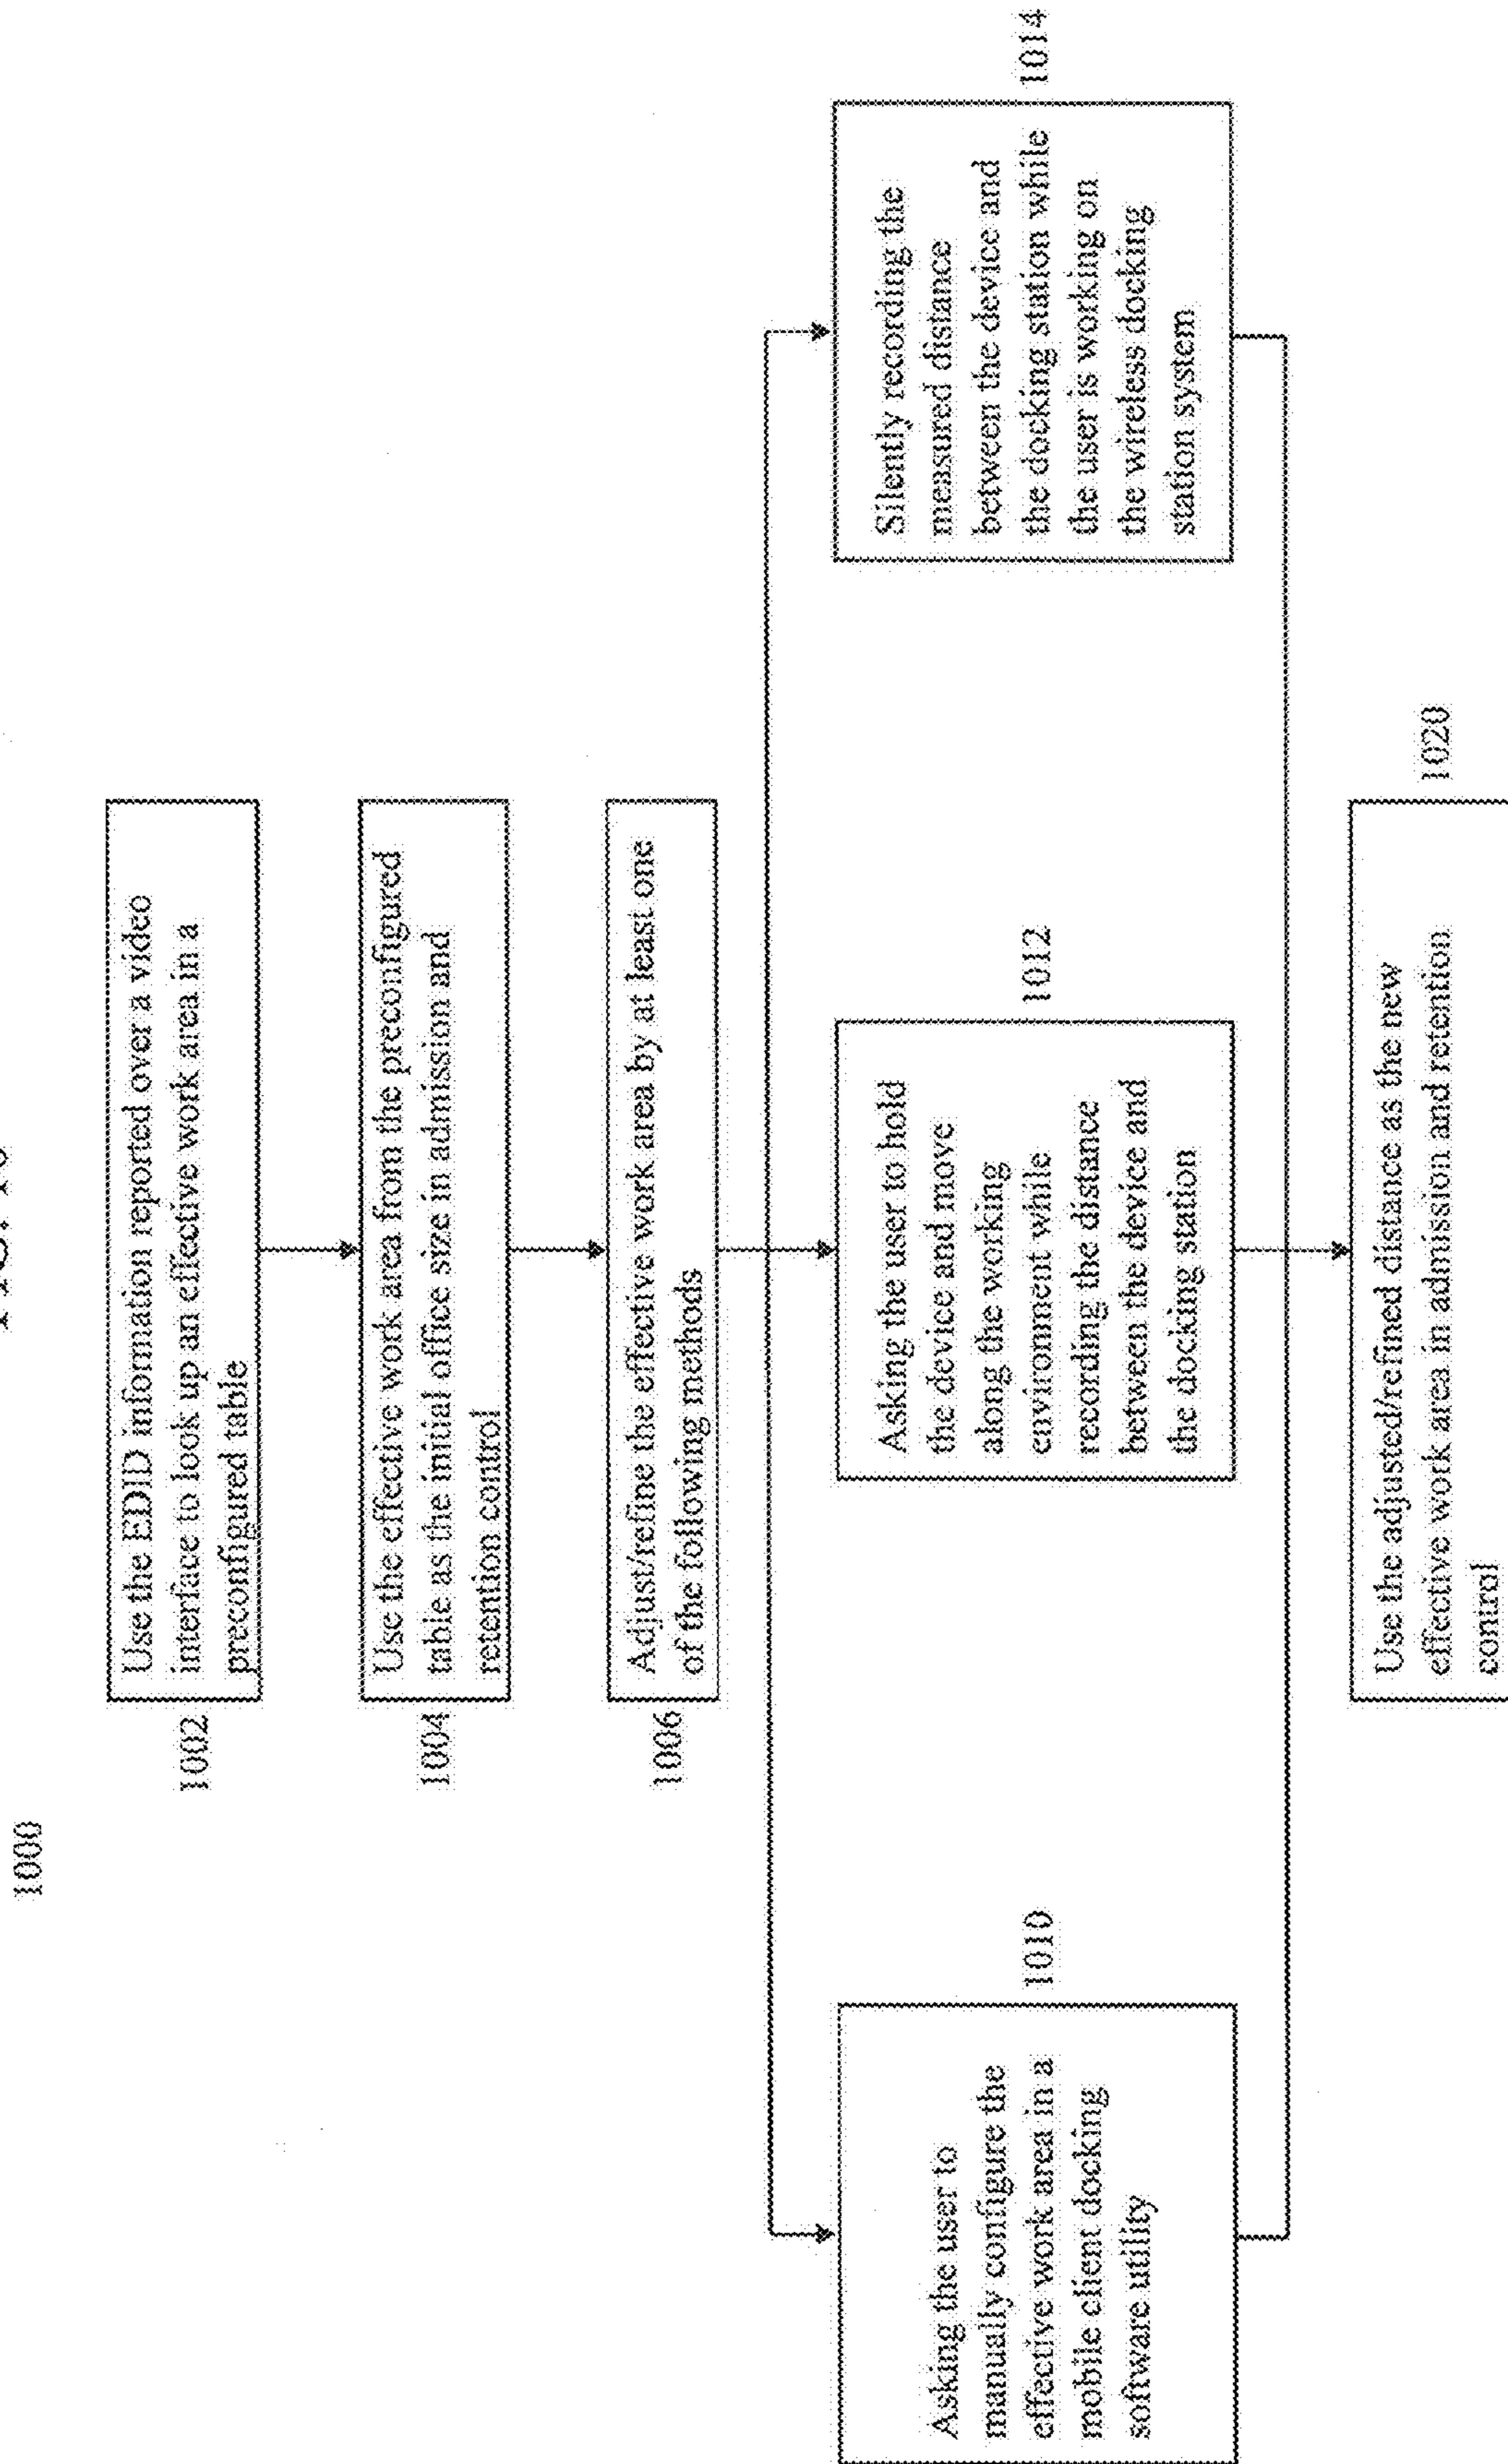 FIG. 10
1000
1002
Use the EDID information reported over a video
interface to look up an effective work area in a
preconfigured table
1004
Use the effective work area from the preconfigured
table as the initial office size in admission and
retention control
1006
Adjust/refine the effective work area by at least one
of the following methods
Asking the user to
manually configure the
effective work area in a
mobile client docking
software utility
1010
Asking the user to hold
the device and move
along the working
environment while
recording the distance
between the device and
the docking station
1012
Silently recording the
measured distance
between the device and
the docking station while
the user is working on
the wireless docking
station system
1014
Use the adjusted/refined distance as the new
effective work area in admission and retention
control
1020